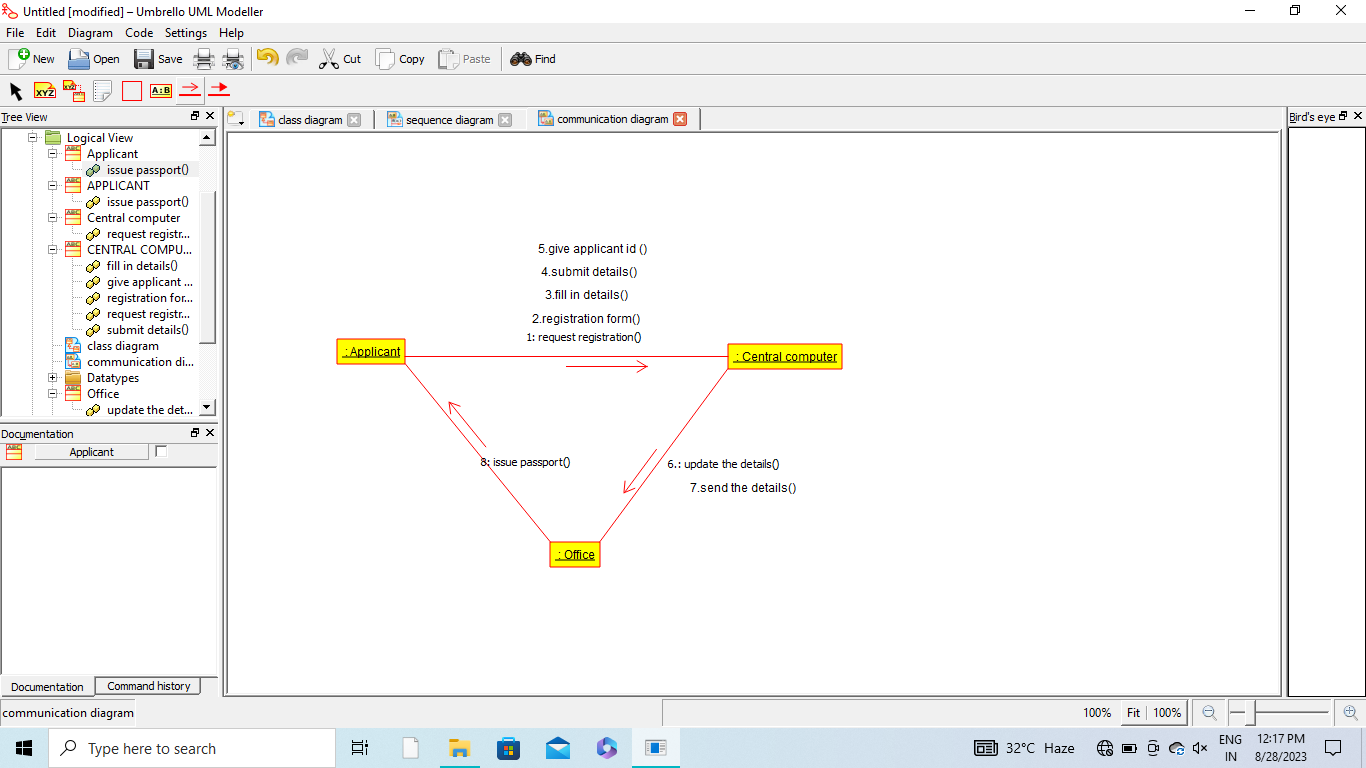 Untitled [modified] – Umbrello UML Modeller
File Edit Diagram Code Settings Help
New Open Save Cut Copy Paste Find
XYZ XYZ A:B
Tree View
class diagram sequence diagram communication diagram
Bird's eye
Logical View
Applicant
issue passport()
APPLICANT
issue passport()
Central computer
request registr...
CENTRAL COMPU...
fill in details()
give applicant ...
registration for...
request registr...
submit details()
class diagram
communication di...
Datatypes
Office
update the det...
5.give applicant id ()
4.submit details()
3.fill in details()
2.registration form()
1: request registration()
: Applicant
: Central computer
8: issue passport()
6.: update the details()
7.send the details()
: Office
Documentation
Applicant
Documentation Command history
communication diagram
100% Fit 100%
Type here to search
32°C Haze
ENG
IN
12:17 PM
8/28/2023